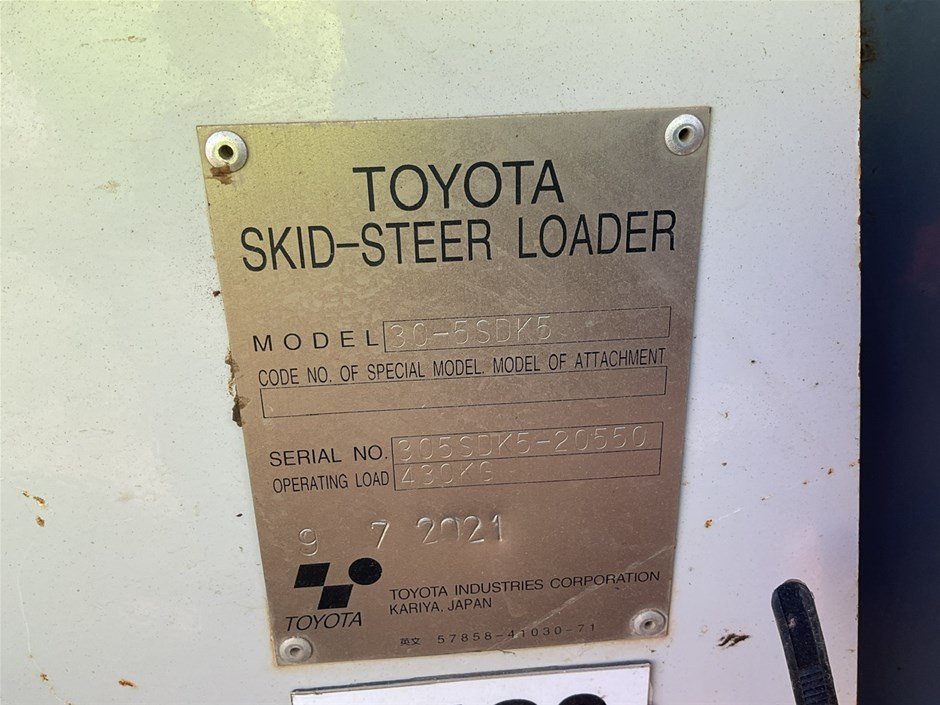 TOYOTA
SKID-STEER LOADER
MODEL 30-5SDK5
CODE NO. OF SPECIAL MODEL. MODEL OF ATTACHMENT
SERIAL NO. 305SDK5-20550
OPERATING LOAD 430KG
9 7 2021
TOYOTA INDUSTRIES CORPORATION
KARIYA, JAPAN
TOYOTA
英文 57858-41030-71